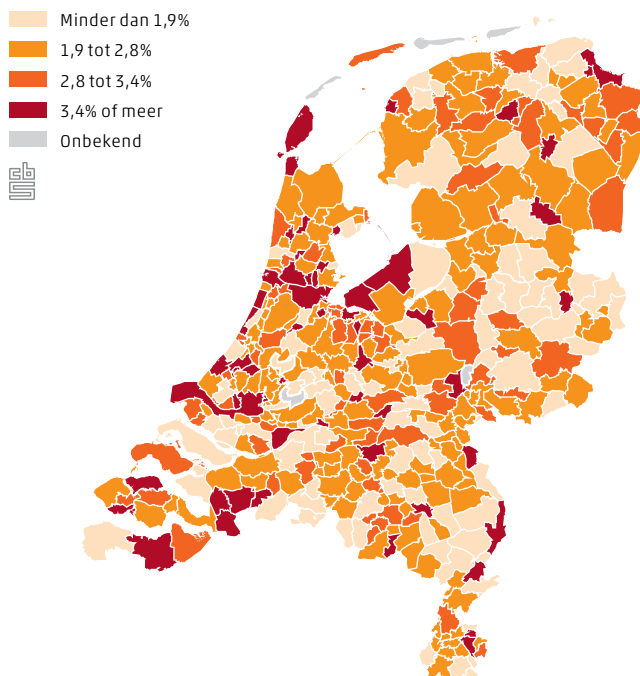 Minder dan 1,9%
1,9 tot 2,8%
2,8 tot 3,4%
3,4% of meer
Onbekend
cbs